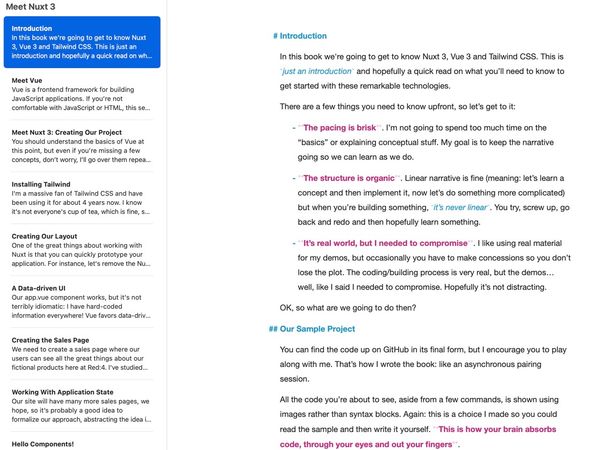 Meet Nuxt 3
Introduction
In this book we're going to get to know Nuxt
3, Vue 3 and Tailwind CSS. This is just an
introduction and hopefully a quick read on wh...
Meet Vue
Vue is a frontend framework for building
JavaScript applications. If you're not
comfortable with JavaScript or HTML, this se...
Meet Nuxt 3: Creating Our Project
You should understand the basics of Vue at
this point, but even if you're missing a few
concepts, don't worry, I'll go over them repea...
Installing Tailwind
I'm a massive fan of Tailwind CSS and have
been using it for about 4 years now. I know
it's not everyone's cup of tea, which is fine, s...
Creating Our Layout
One of the great things about working with
Nuxt is that you can quickly prototype your
application. For instance, let's remove the Nu...
A Data-driven UI
Our app.vue component works, but it's not
terribly idiomatic: I have hard-coded
information everywhere! Vue favors data-driv...
Creating the Sales Page
We need to create a sales page where our
users can see all the great things about our
fictional products here at Red:4. I've studied...
Working With Application State
Our site will have many more sales pages, we
hope, so it's probably a good idea to
formalize our approach, abstracting the idea i...
Hello Components!
# Introduction
In this book we're going to get to know Nuxt 3, Vue 3 and Tailwind CSS. This is
*just an introduction* and hopefully a quick read on what you'll need to know to
get started with these remarkable technologies.
There are a few things you need to know upfront, so let's get to it:
- **The pacing is brisk**. I'm not going to spend too much time on the
"basics" or explaining conceptual stuff. My goal is to keep the narrative
going so we can learn as we do.
- **The structure is organic**. Linear narrative is fine (meaning: let's learn a
concept and then implement it, now let's do something more complicated)
but when you're building something, *it's never linear*. You try, screw up, go
back and redo and then hopefully learn something.
- **It's real world, but I needed to compromise**. I like using real material
for my demos, but occasionally you have to make concessions so you don't
lose the plot. The coding/building process is very real, but the demos…
well, like I said I needed to compromise. Hopefully it's not distracting.
OK, so what are we going to do then?
## Our Sample Project
You can find the code up on GitHub in its final form, but I encourage you to play
along with me. That's how I wrote the book: like an asynchronous pairing
session.
All the code you're about to see, aside from a few commands, is shown using
images rather than syntax blocks. Again: this is a choice I made so you could
read the sample and then write it yourself. **This is how your brain absorbs
code, through your eyes and out your fingers**.